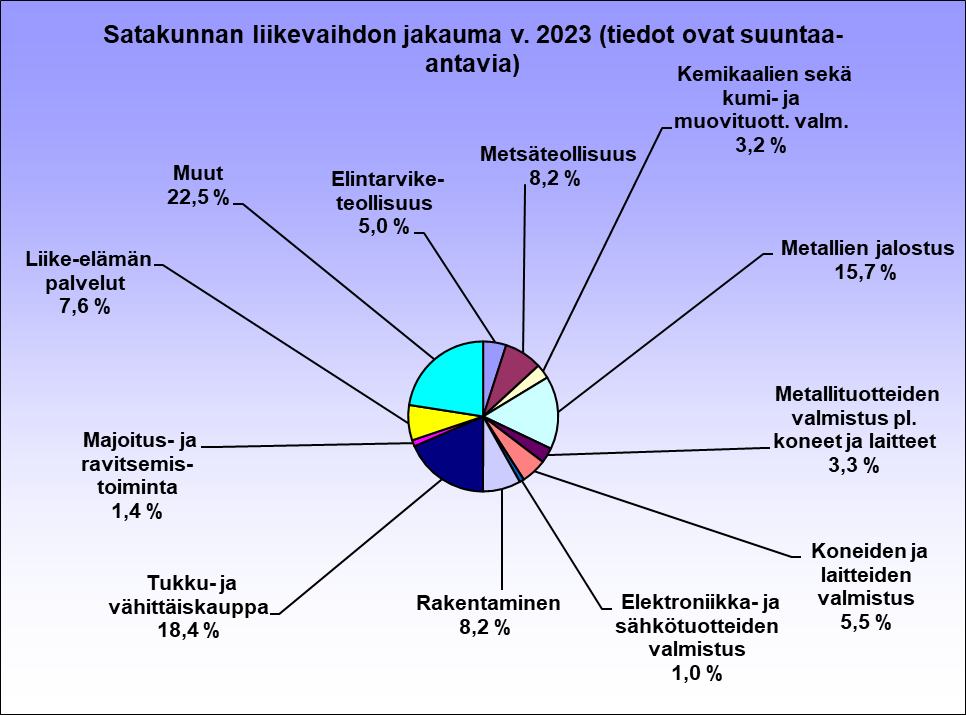 Satakunnan liikevaihdon jakauma v. 2023 (tiedot ovat suuntaa-
antavia)
Kemikaalien sekä
kumi- ja
muovituott. valm.
3,2 %
Metsäteollisuus
8,2 %
Elintarvike-
teollisuus
5,0 %
Muut
22,5 %
Liike-elämän
palvelut
7,6 %
Metallien jalostus
15,7 %
Metallituotteiden
valmistus pl.
koneet ja laitteet
3,3 %
Majoitus- ja
ravitsemis-
toiminta
1,4 %
Koneiden ja
laitteiden
valmistus
5,5 %
Tukku- ja
vähittäiskauppa
18,4 %
Rakentaminen
8,2 %
Elektroniikka- ja
sähkötuotteiden
valmistus
1,0 %